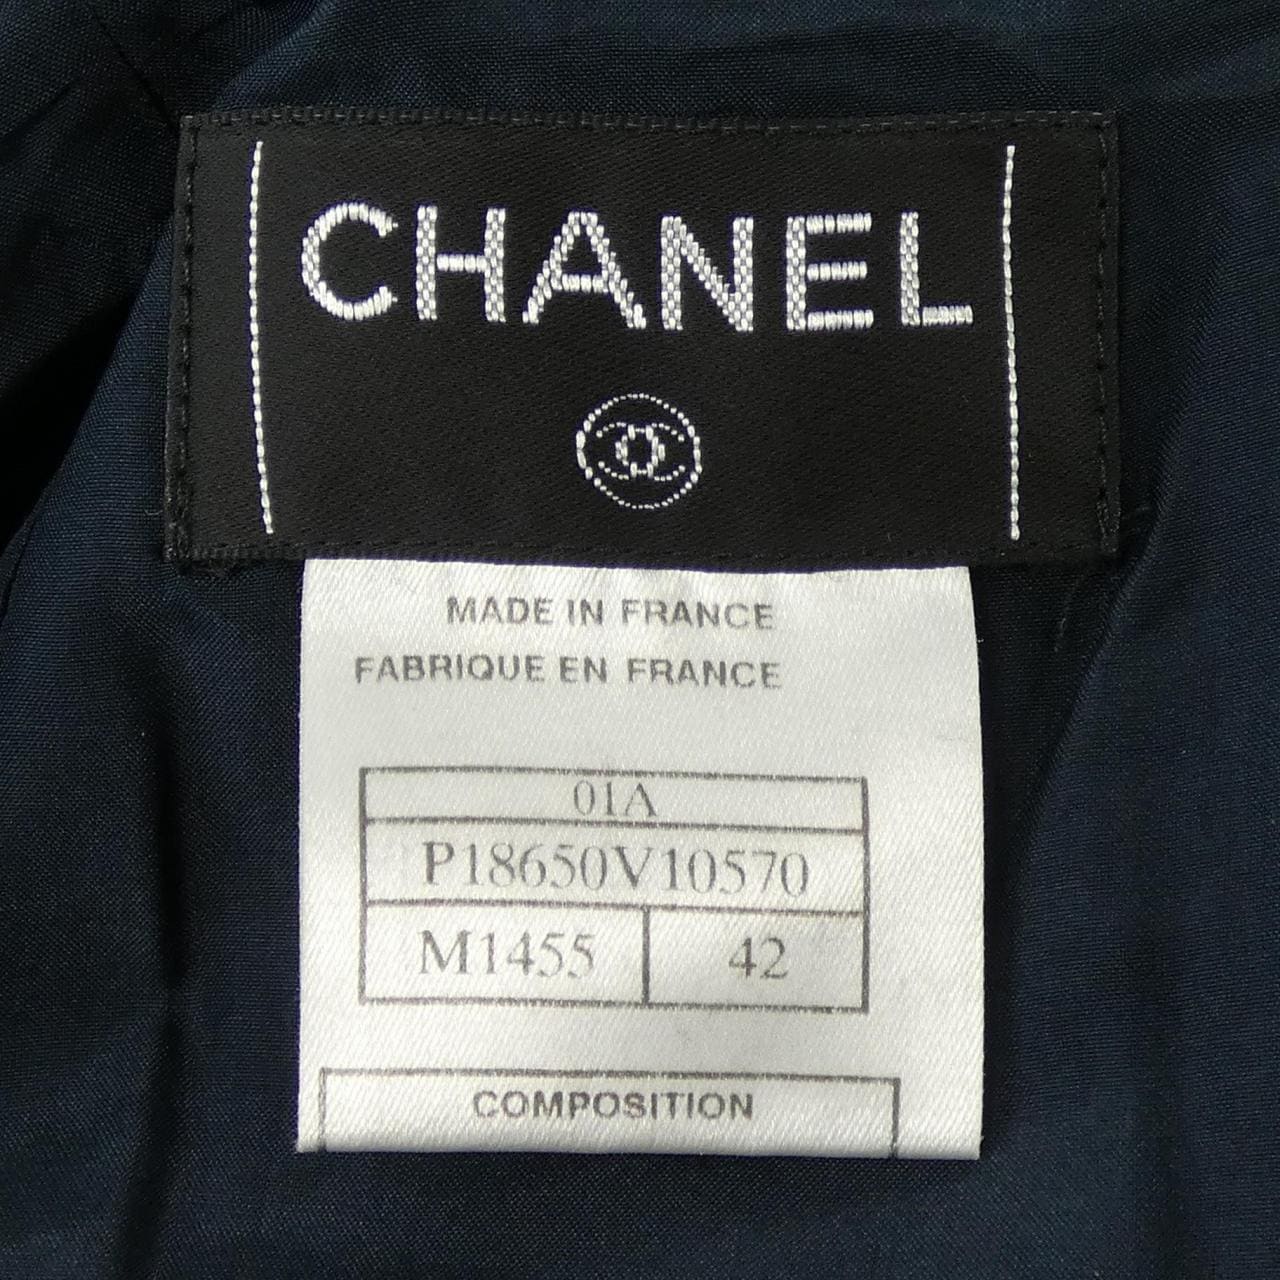 CHANEL
MADE IN FRANCE
FABRIQUE EN FRANCE
01A
P18650V10570
M1455 42
COMPOSITION